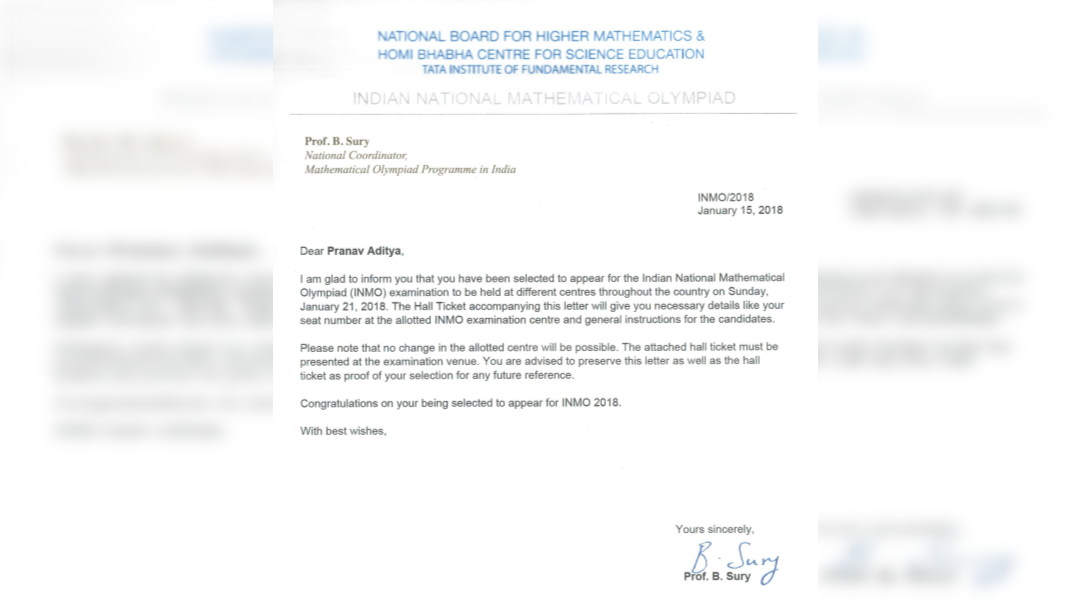 NATIONAL BOARD FOR HIGHER MATHEMATICS &
HOMI BHABHA CENTRE FOR SCIENCE EDUCATION
TATA INSTITUTE OF FUNDAMENTAL RESEARCH
INDIAN NATIONAL MATHEMATICAL OLYMPIAD
Prof. B. Sury
National Coordinator,
Mathematical Olympiad Programme in India
INMO/2018
January 15, 2018
Dear Pranav Aditya,
I am glad to inform you that you have been selected to appear for the Indian National Mathematical
Olympiad (INMO) examination to be held at different centres throughout the country on Sunday,
January 21, 2018. The Hall Ticket accompanying this letter will give you necessary details like your
seat number at the allotted INMO examination centre and general instructions for the candidates.
Please note that no change in the allotted centre will be possible. The attached hall ticket must be
presented at the examination venue. You are advised to preserve this letter as well as the hall
ticket as proof of your selection for any future reference.
Congratulations on your being selected to appear for INMO 2018.
With best wishes,
Yours sincerely,
B. Sury
Prof. B. Sury